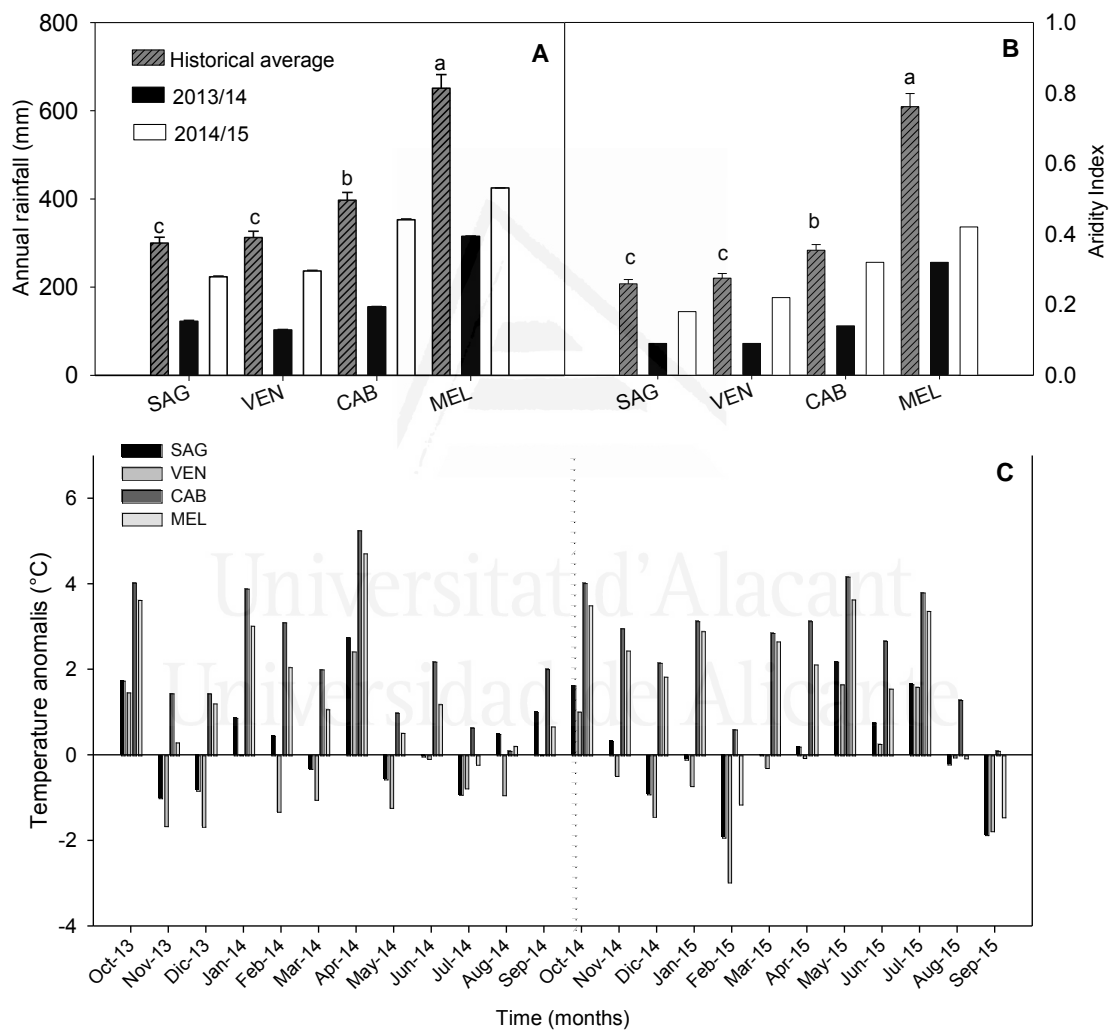 800
600
400
200
0
Annual rainfall (mm)
Historical average
2013/14
2014/15
A
c
c
b
a
SAG
VEN
CAB
MEL
B
c
c
b
a
SAG
VEN
CAB
MEL
1.0
0.8
0.6
0.4
0.2
0.0
Aridity Index
SAG
VEN
CAB
MEL
C
6
4
2
0
-2
-4
Temperature anomalis (°C)
Universitat d'Alacant
Universidad de Alicante
Oct-13
Nov-13
Dic-13
Jan-14
Feb-14
Mar-14
Apr-14
May-14
Jun-14
Jul-14
Aug-14
Sep-14
Oct-14
Nov-14
Dic-14
Jan-15
Feb-15
Mar-15
Apr-15
May-15
Jun-15
Jul-15
Aug-15
Sep-15
Time (months)